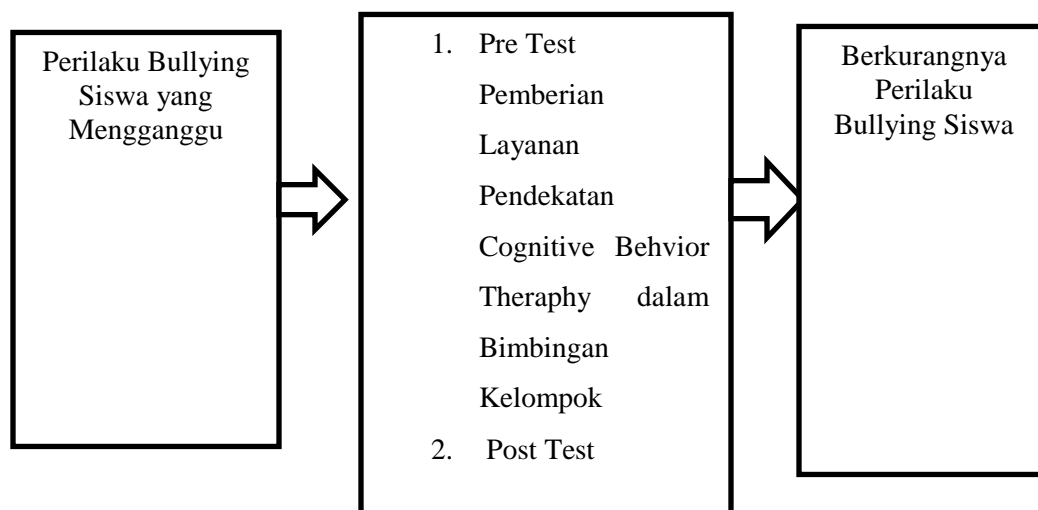 Perilaku Bullying
Siswa yang
Mengganggu
1. Pre Test
Pemberian
Layanan
Pendekatan
Cognitive Behvior
Theraphy dalam
Bimbingan
Kelompok
2. Post Test
Berkurangnya
Perilaku
Bullying Siswa